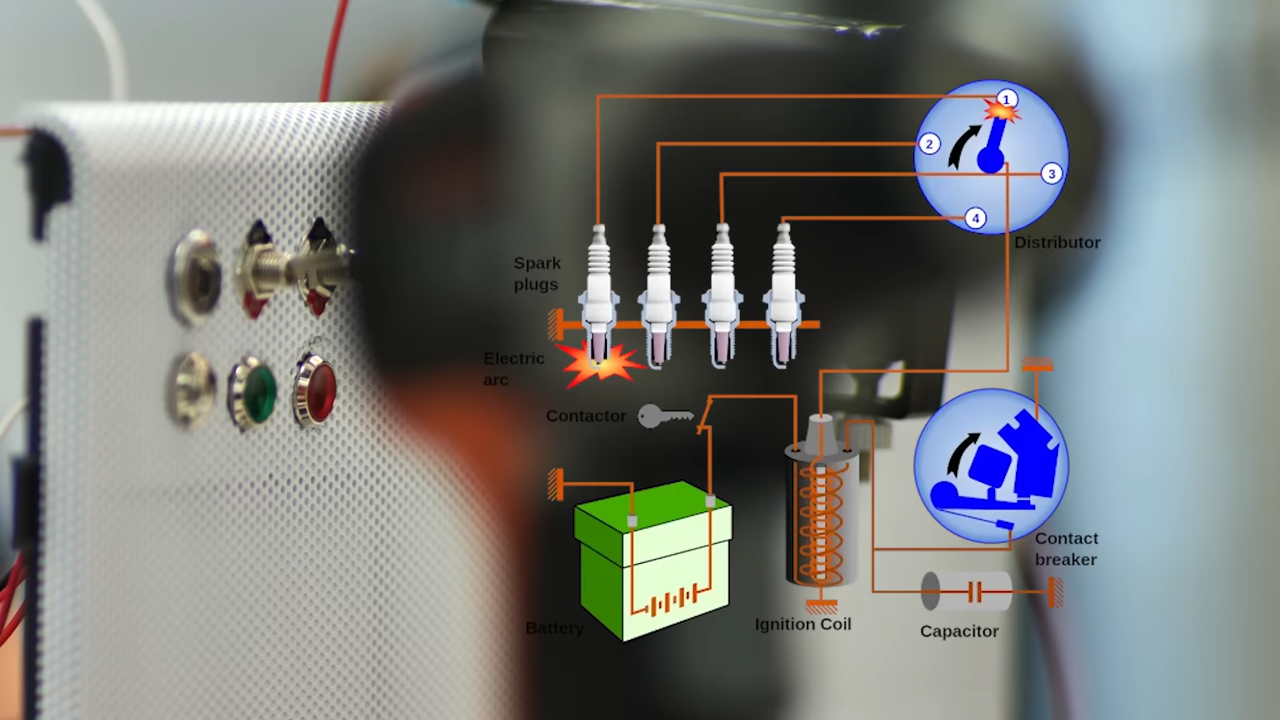 1
2
3
4
Distributor
Spark
plugs
Electric
arc
Contactor
Contact
breaker
Battery
Ignition Coil
Capacitor